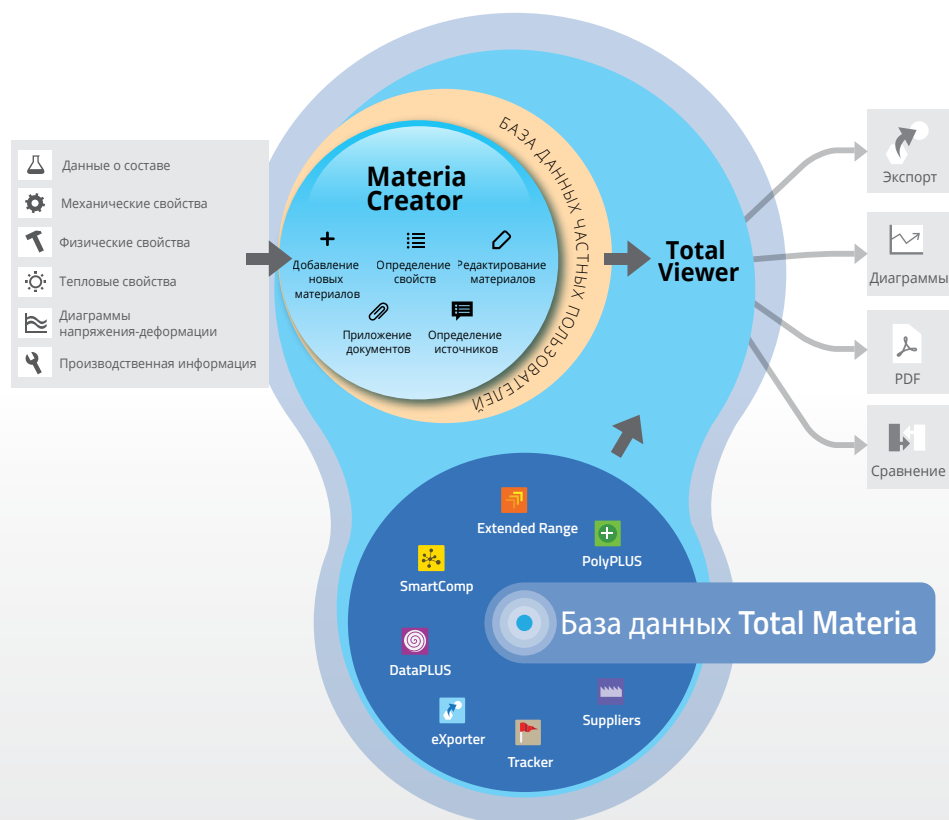 Данные о составе
Механические свойства
Физические свойства
Тепловые свойства
Диаграммы
напряжения-деформации
Производственная информация
Materia
Creator
Добавление
новых
материалов
Определение
свойств
Редактирование
материалов
Приложение
документов
Определение
источников
БАЗА ДАННЫХ ЧАСТНЫХ ПОЛЬЗОВАТЕЛЕЙ
Total
Viewer
Экспорт
Диаграммы
PDF
Сравнение
Extended Range
PolyPLUS
SmartComp
База данных Total Materia
DataPLUS
Suppliers
eXporter
Tracker